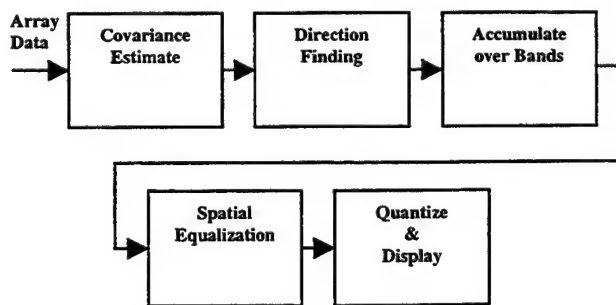 Array
Data
Covariance
Estimate
Direction
Finding
Accumulate
over Bands
Spatial
Equalization
Quantize
&
Display